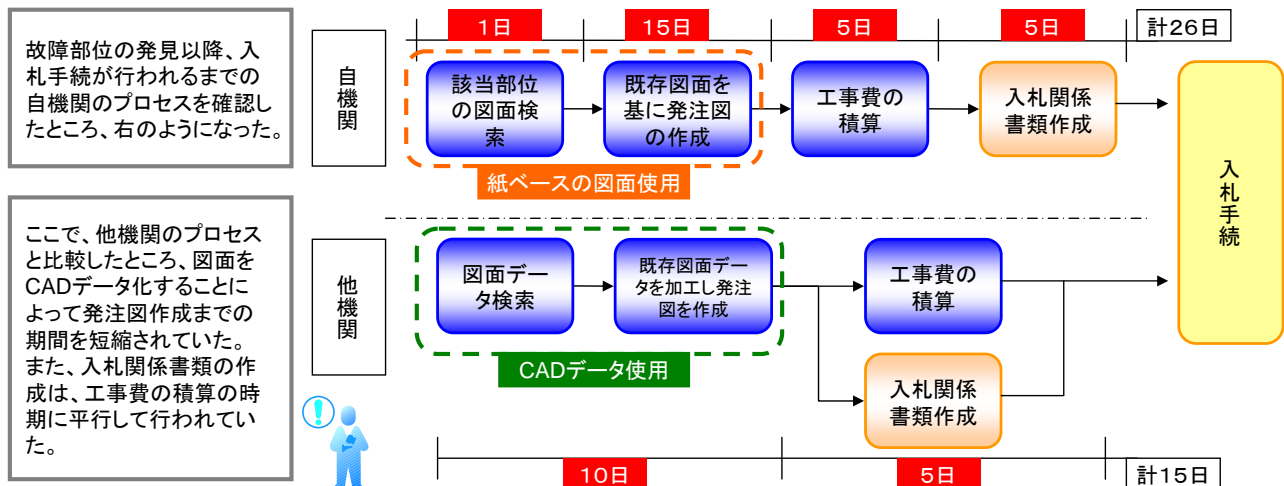 故障部位の発見以降、入
札手続が行われるまでの
自機関のプロセスを確認し
たところ、右のようになった。
自機関
1日
15日
5日
5日
計26日
該当部位
の図面検
索
既存図面を
基に発注図
の作成
工事費の
積算
入札関係
書類作成
紙ベースの図面使用
入札手続
ここで、他機関のプロセス
と比較したところ、図面を
CADデータ化することに
よって発注図作成までの
期間を短縮されていた。
また、入札関係書類の作
成は、工事費の積算の時
期に平行して行われてい
た。
他機関
図面デー
タ検索
既存図面デー
タを加工し発注
図を作成
工事費の
積算
CADデータ使用
入札関係
書類作成
!
10日
5日
計15日